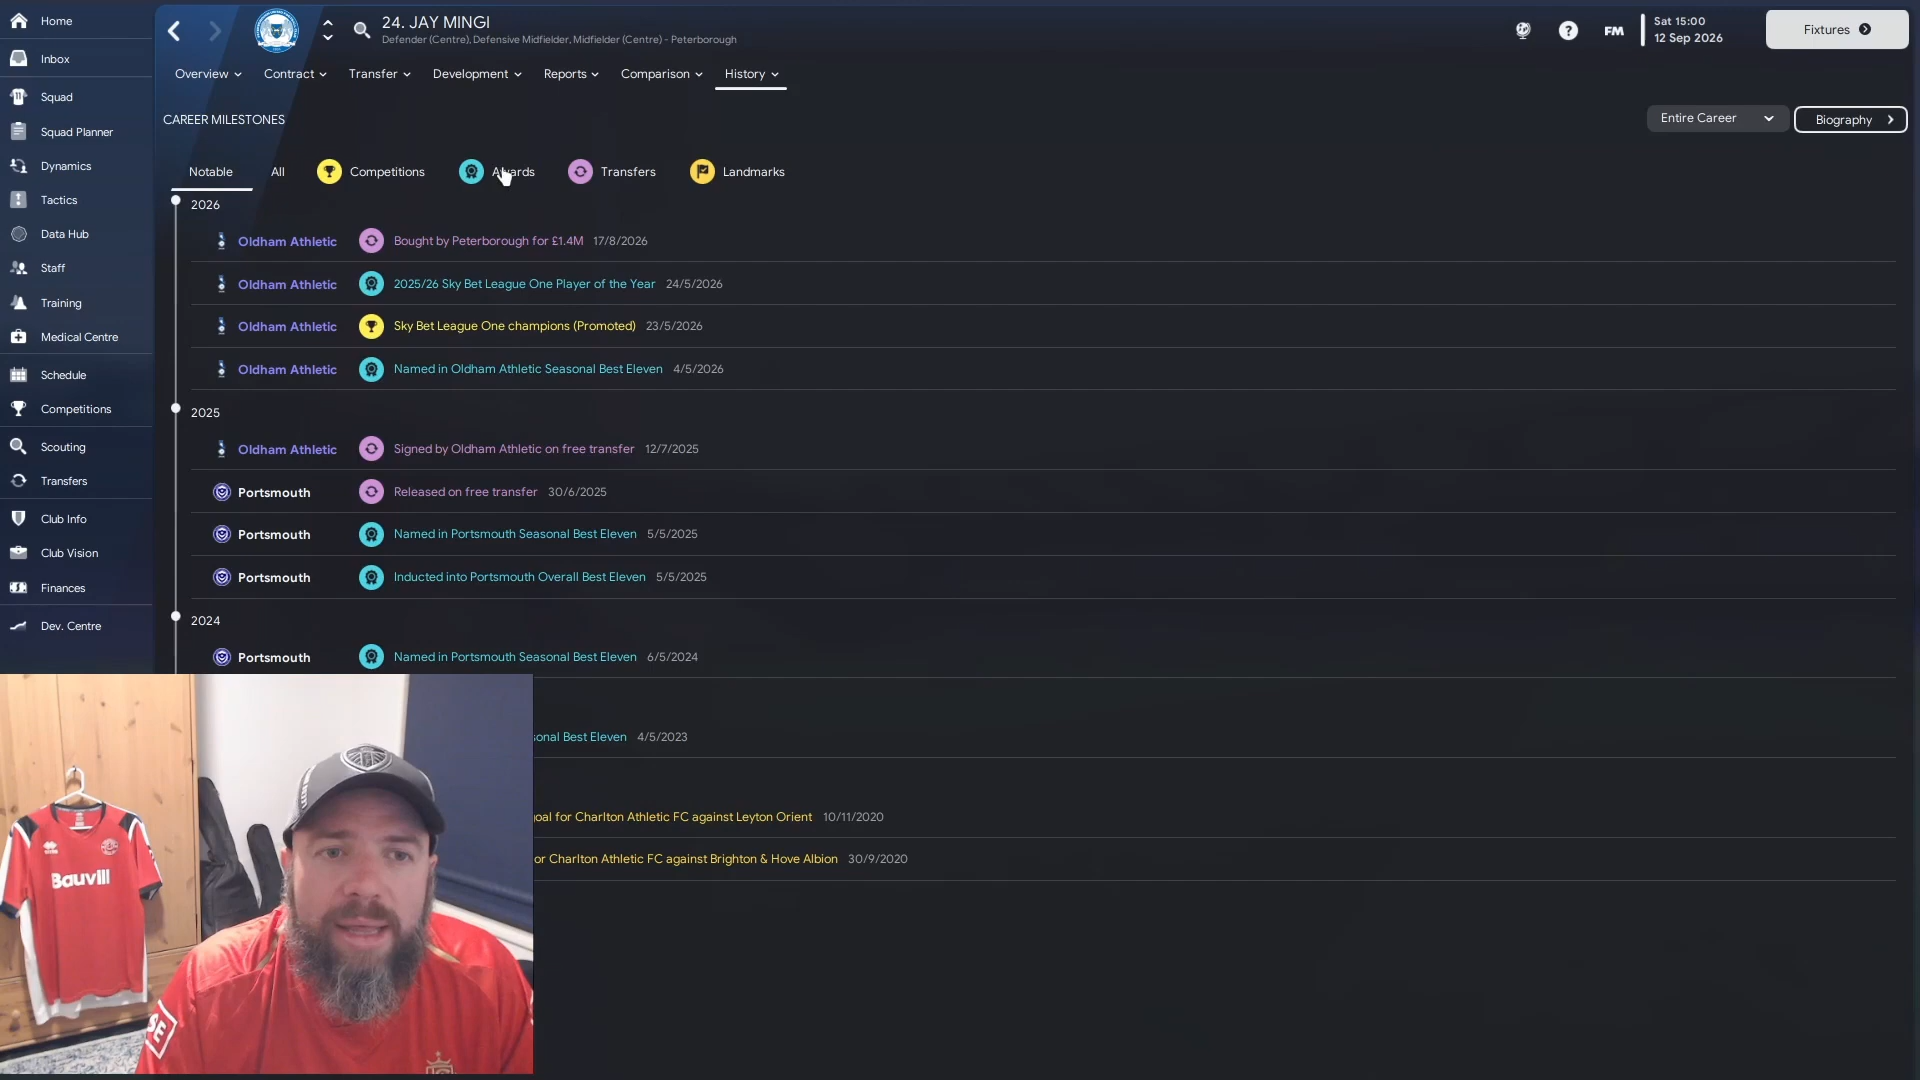 Home
Inbox
Squad
Squad Planner
Dynamics
Tactics
Data Hub
Staff
Training
Medical Centre
Schedule
Competitions
Scouting
Transfers
Club Info
Club Vision
Finances
Dev. Centre
24. JAY MINGI
Defender (Centre), Defensive Midfielder, Midfielder (Centre) - Peterborough
FM
Sat 15:00
12 Sep 2026
Fixtures
Overview Contract Transfer Development Reports Comparison History
CAREER MILESTONES
Entire Career
Biography
Notable All Competitions Awards Transfers Landmarks
2026
Oldham Athletic Bought by Peterborough for £1.4M 17/8/2026
Oldham Athletic 2025/26 Sky Bet League One Player of the Year 24/5/2026
Oldham Athletic Sky Bet League One champions (Promoted) 23/5/2026
Oldham Athletic Named in Oldham Athletic Seasonal Best Eleven 4/5/2026
2025
Oldham Athletic Signed by Oldham Athletic on free transfer 12/7/2025
Portsmouth Released on free transfer 30/6/2025
Portsmouth Named in Portsmouth Seasonal Best Eleven 5/5/2025
Portsmouth Inducted into Portsmouth Overall Best Eleven 5/5/2025
2024
Portsmouth Named in Portsmouth Seasonal Best Eleven 6/5/2024
sonal Best Eleven 4/5/2023
goal for Charlton Athletic FC against Leyton Orient 10/11/2020
or Charlton Athletic FC against Brighton & Hove Albion 30/9/2020
Bauvill
SE